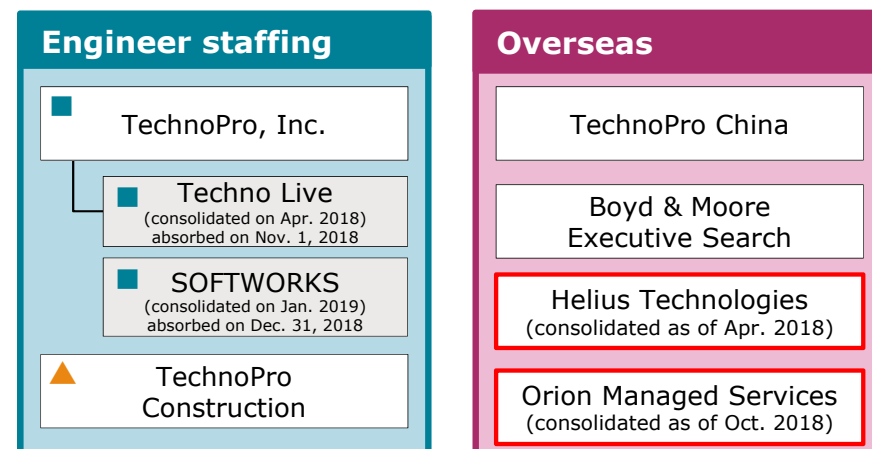 Engineer staffing
TechnoPro, Inc.
Techno Live
(consolidated on Apr. 2018)
absorbed on Nov. 1, 2018
SOFTWORKS
(consolidated on Jan. 2019)
absorbed on Dec. 31, 2018
TechnoPro
Construction
Overseas
TechnoPro China
Boyd & Moore
Executive Search
Helius Technologies
(consolidated as of Apr. 2018)
Orion Managed Services
(consolidated as of Oct. 2018)